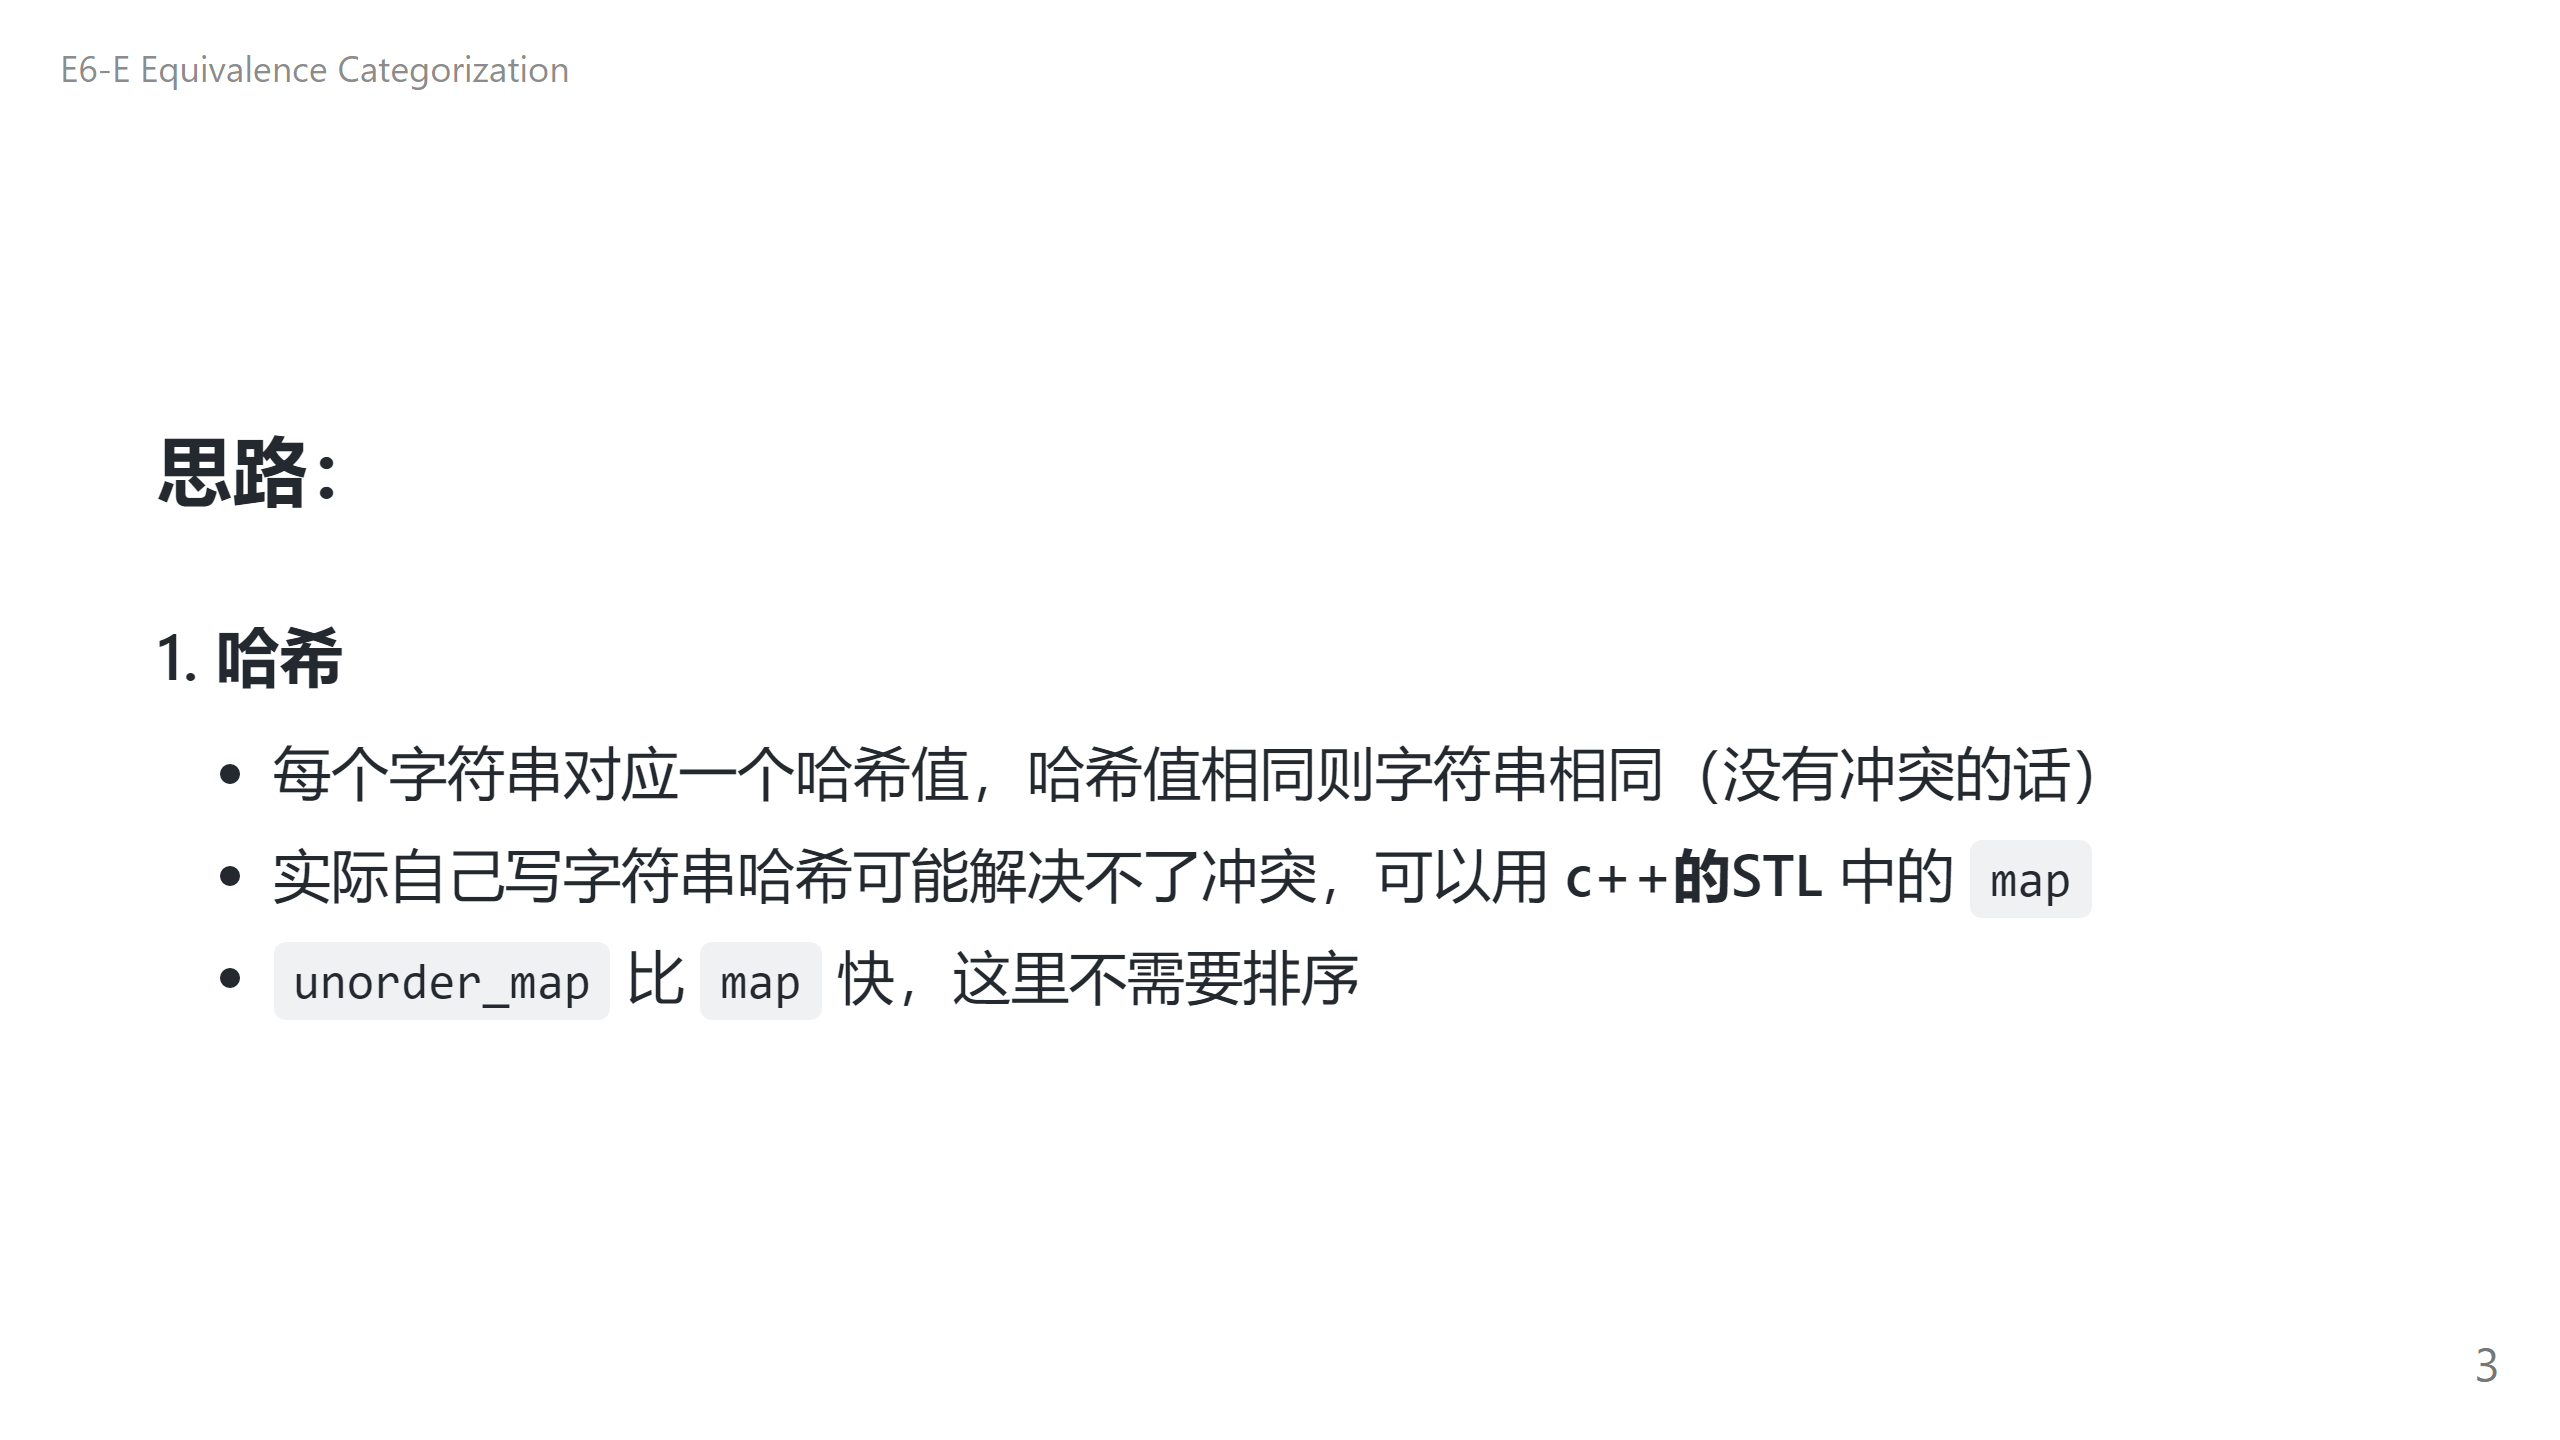 E6-E Equivalence Categorization
思路：
1. 哈希
每个字符串对应一个哈希值，哈希值相同则字符串相同（没有冲突的话）
实际自己写字符串哈希可能解决不了冲突，可以用 c++的STL 中的 map
unorder_map 比 map 快，这里不需要排序
3